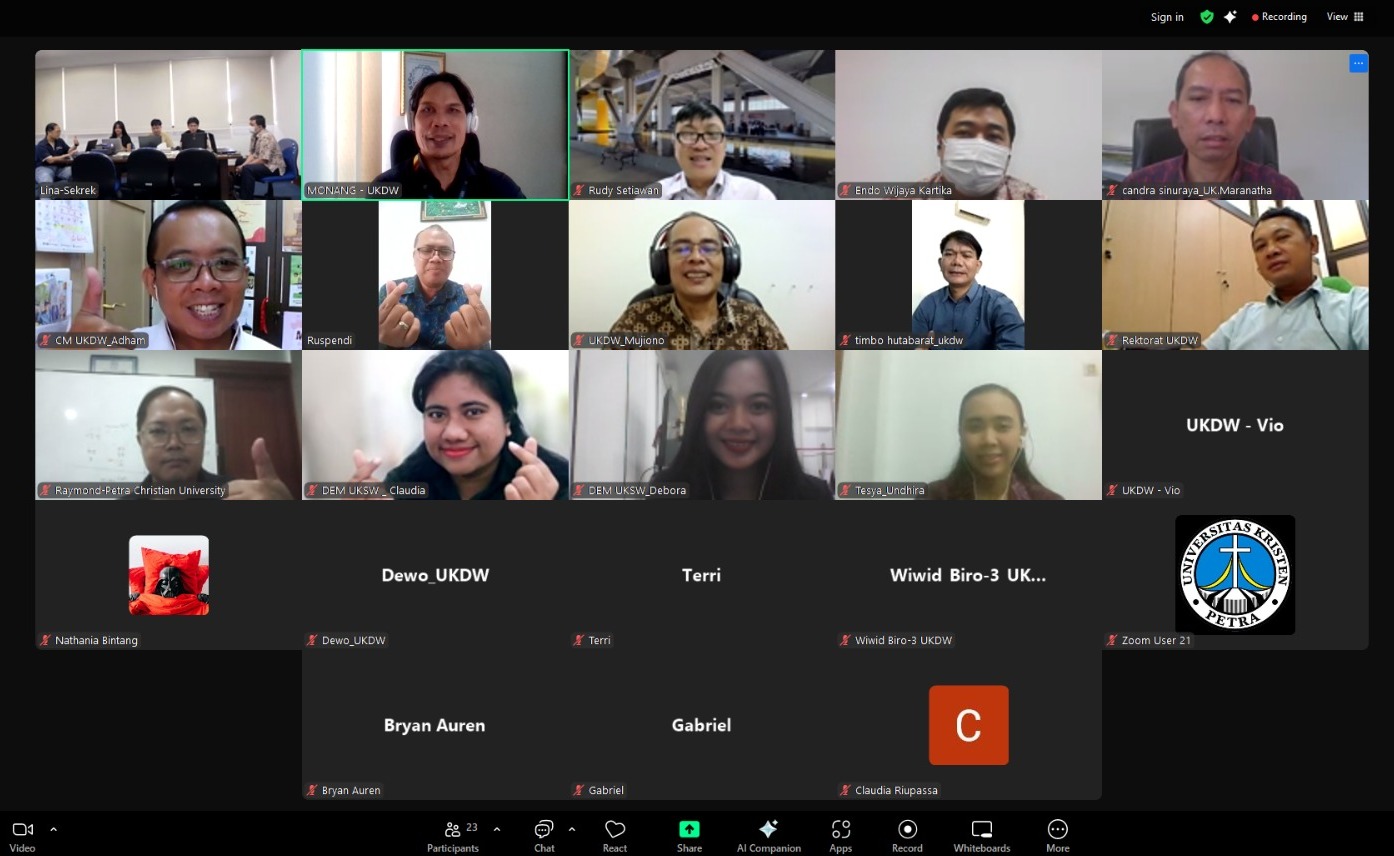 Sign in
Recording
View
Lina-Sekrek
MONANG - UKDW
Rudy Setiawan
Endo Wijaya Kartika
candra sinuraya_UK.Maranatha
CM UKDW_Adham
Ruspendi
UKDW_Mujiono
timbo hutabarat_ukdw
Rektorat UKDW
Raymond-Petra Christian University
DEM UKSW _ Claudia
DEM UKSW_Debora
Tesya_Undhira
UKDW - Vio
UKDW - Vio
Nathania Bintang
Dewo_UKDW
Dewo_UKDW
Terri
Terri
Wiwid Biro-3 UK...
Wiwid Biro-3 UKDW
UNIVERSITAS KRISTEN
PETRA
Zoom User 21
Bryan Auren
Bryan Auren
Gabriel
Gabriel
C
Claudia Riupassa
Video
23
Participants
Chat
React
Share
AI Companion
Apps
Record
Whiteboards
More